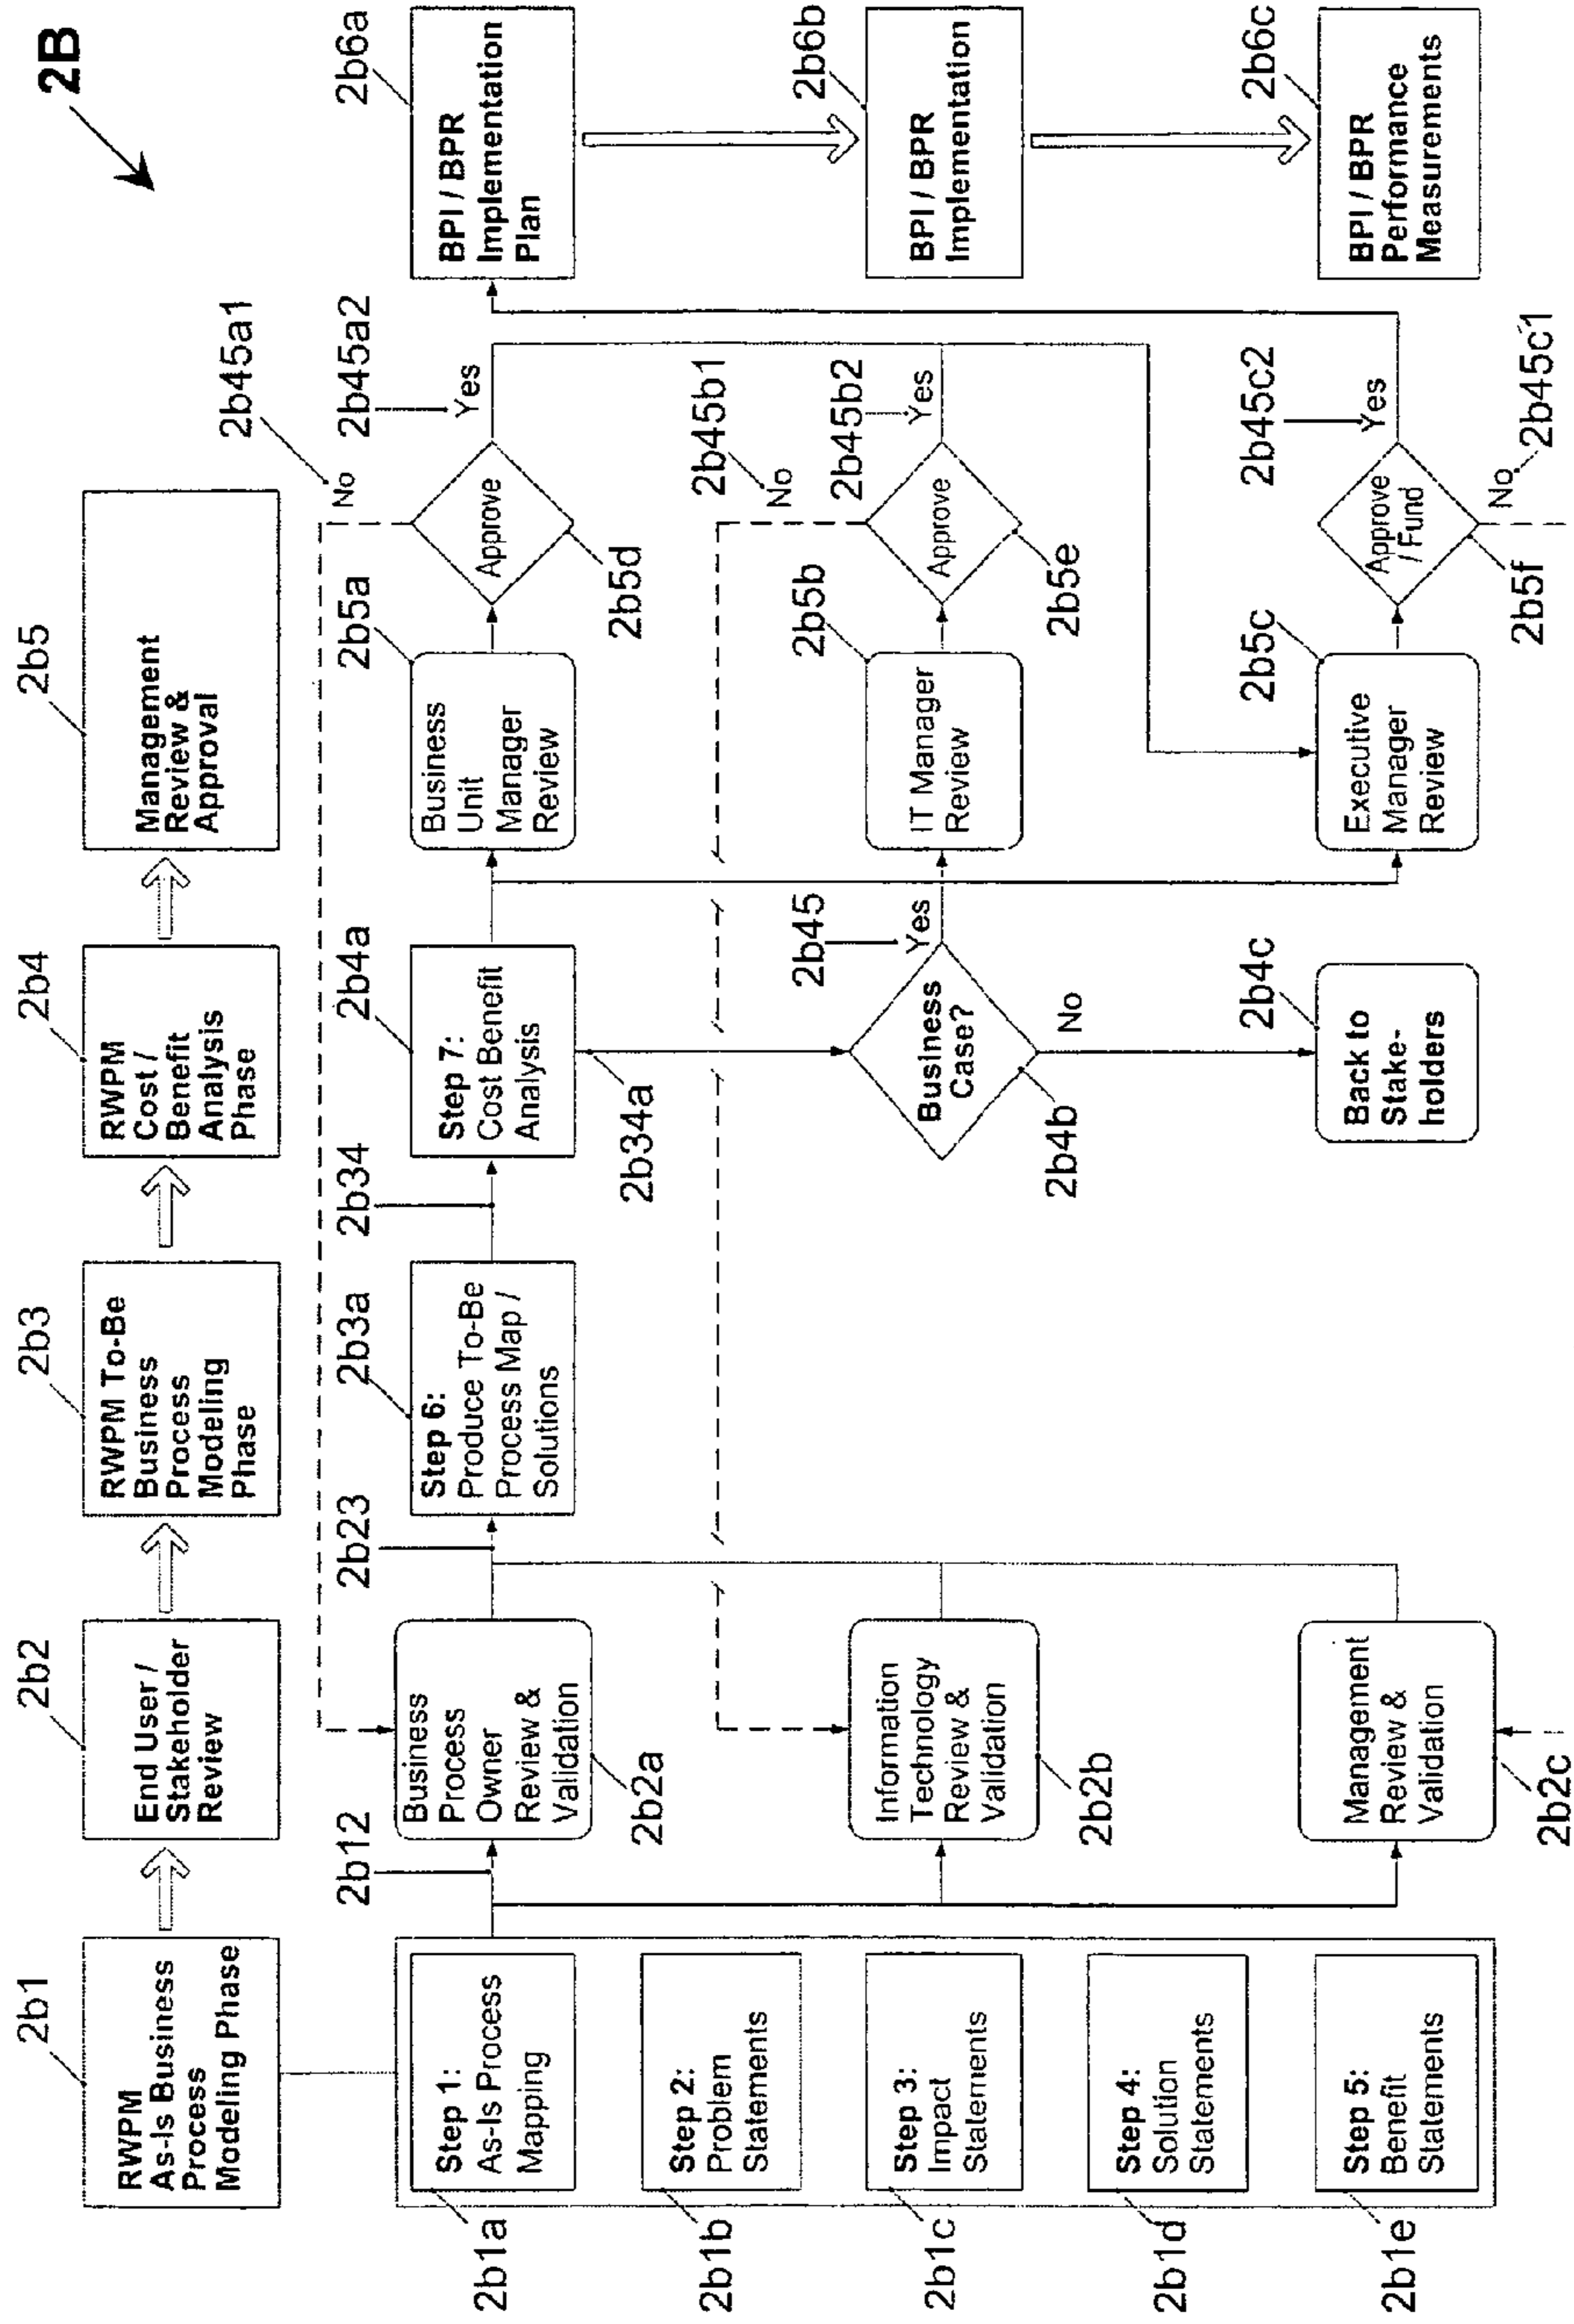 2B
2b1
RWPM
As-Is Business
Process
Modeling Phase
2b2
End User /
Stakeholder
Review
2b3
RWPM To-Be
Business
Process
Modeling
Phase
2b4
RWPM
Cost /
Benefit
Analysis
Phase
2b5
Management
Review &
Approval
2b1a
Step 1:
As-Is Process
Mapping
2b1b
Step 2:
Problem
Statements
2b1c
Step 3:
Impact
Statements
2b1d
Step 4:
Solution
Statements
2b1e
Step 5:
Benefit
Statements
2b12
Business
Process
Owner
Review &
Validation
2b2a
Information
Technology
Review &
Validation
2b2b
Management
Review &
Validation
2b2c
2b23
2b3a
Step 6:
Produce To-Be
Process Map /
Solutions
2b34
2b4a
Step 7:
Cost Benefit
Analysis
2b34a
Business
Case?
2b4b
2b45
Yes
No
2b4c
Back to
Stake-
holders
2b5a
Business
Unit
Manager
Review
2b5b
IT Manager
Review
2b5c
Executive
Manager
Review
Approve
2b5d
No
2b45a1
Yes
2b45a2
Approve
2b5e
No
2b45b1
Yes
2b45b2
Approve
/ Fund
2b5f
Yes
2b45c2
No
2b45c1
2b6a
BPI / BPR
Implementation
Plan
2b6b
BPI / BPR
Implementation
2b6c
BPI / BPR
Performance
Measurements